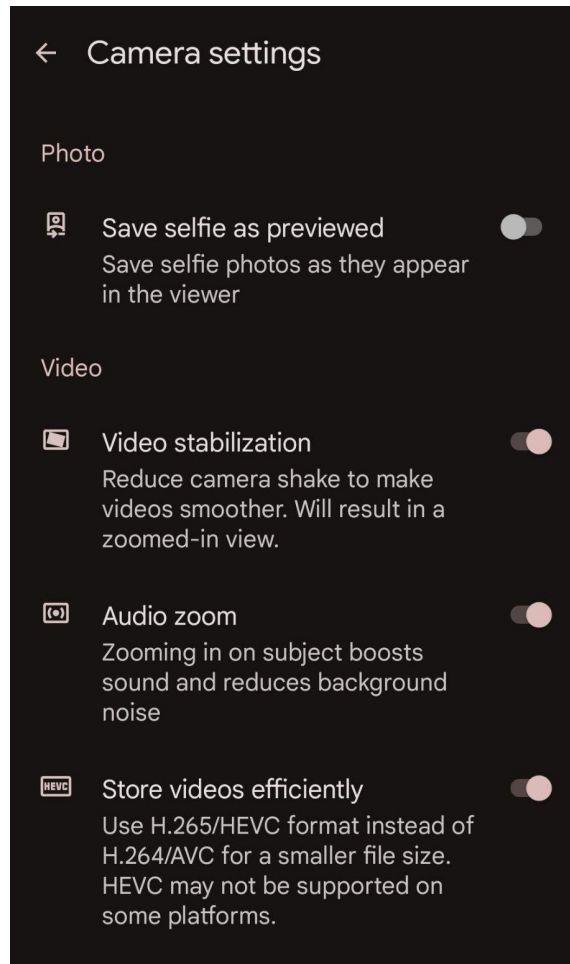 Camera settings
Photo
Save selfie as previewed
Save selfie photos as they appear
in the viewer
Video
Video stabilization
Reduce camera shake to make
videos smoother. Will result in a
zoomed-in view.
Audio zoom
Zooming in on subject boosts
sound and reduces background
noise
HEVC
Store videos efficiently
Use H.265/HEVC format instead of
H.264/AVC for a smaller file size.
HEVC may not be supported on
some platforms.